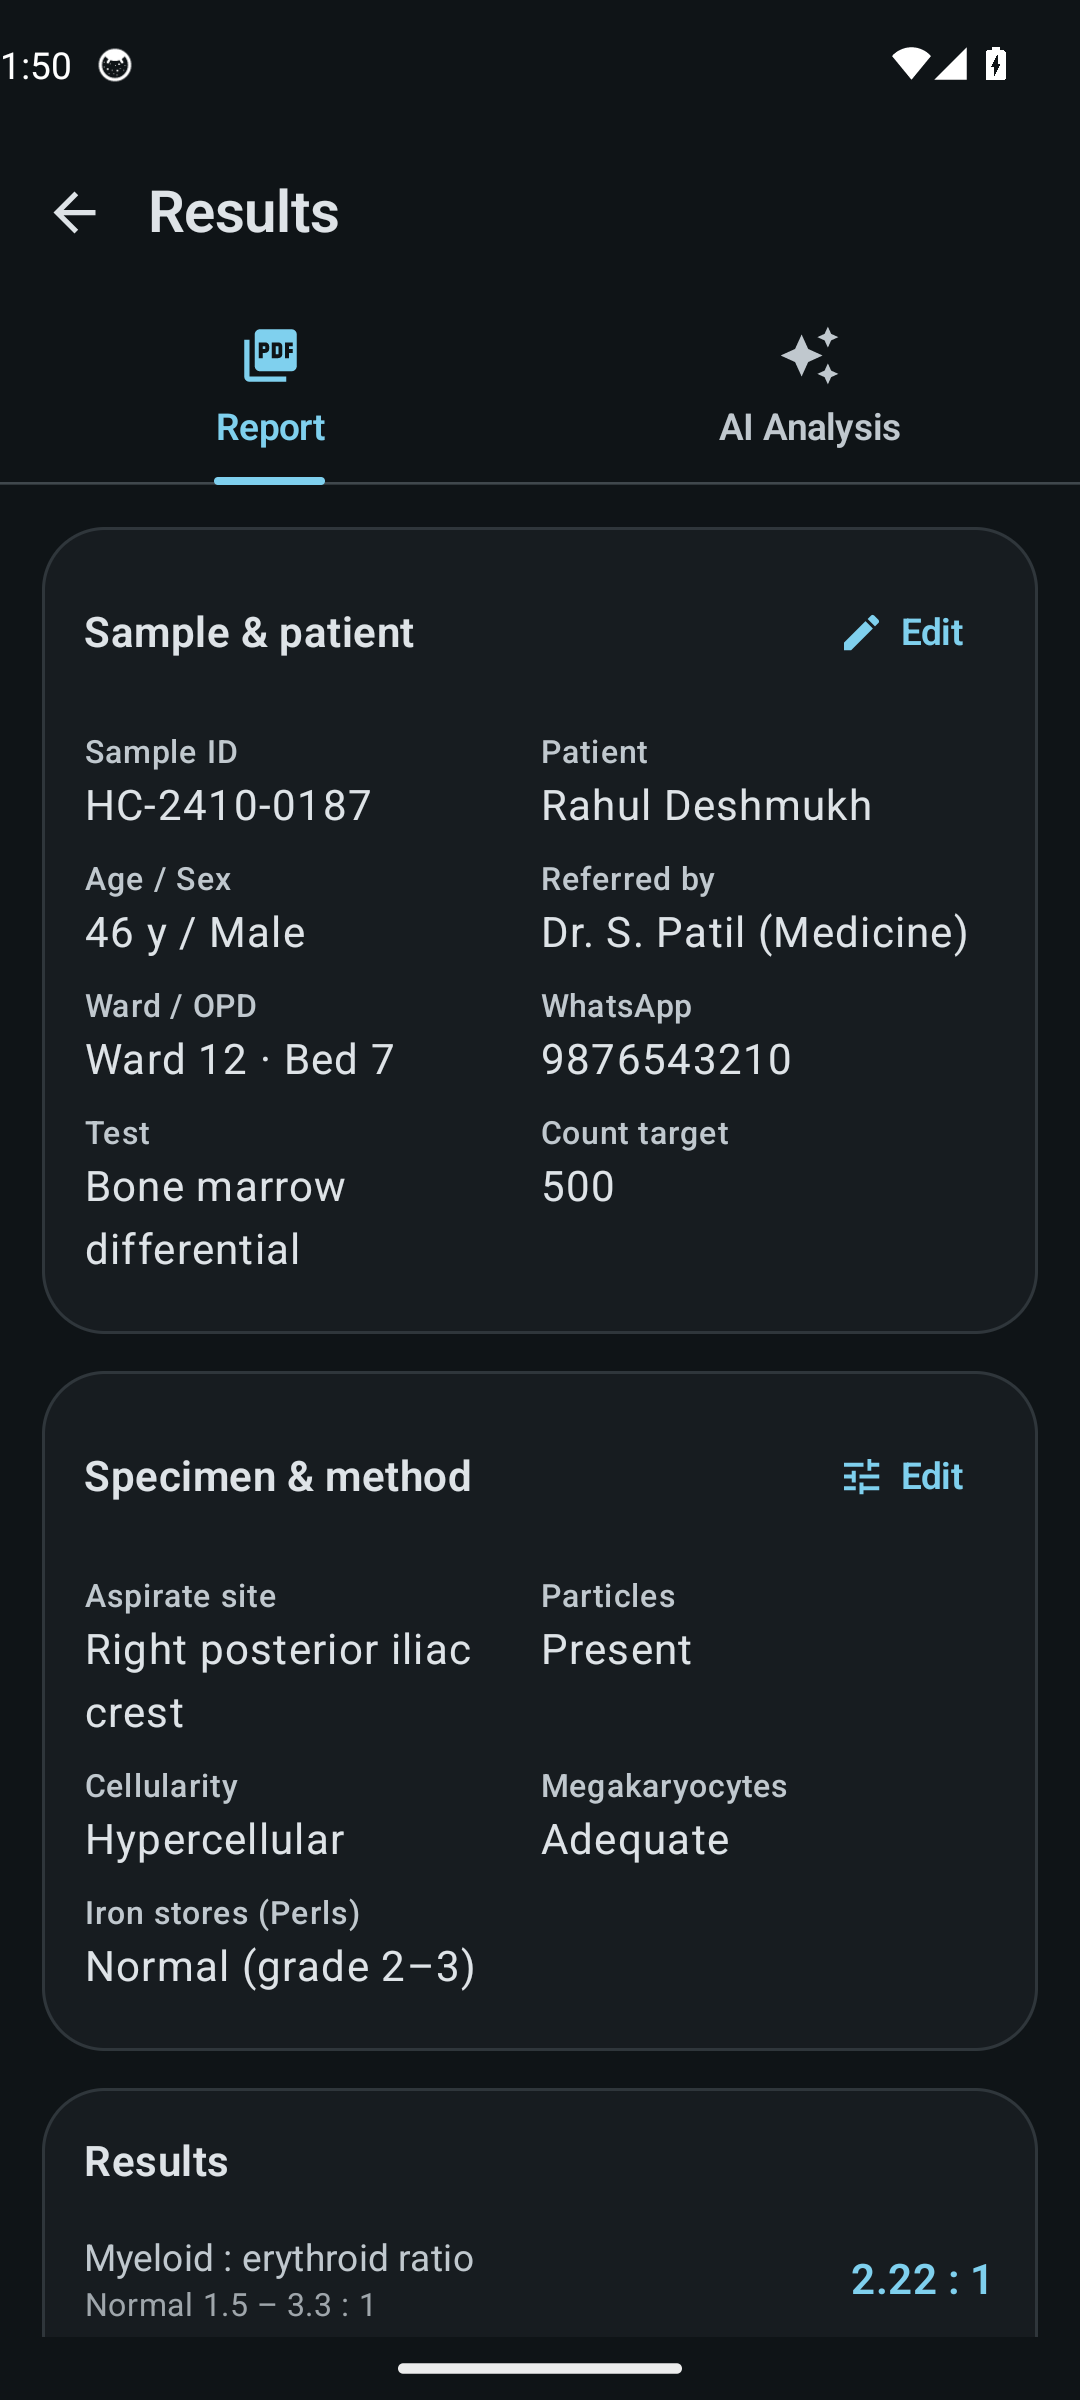 1:50
Results
PDF
Report
AI Analysis
Sample & patient
Edit
Sample ID
Patient
HC-2410-0187
Rahul Deshmukh
Age / Sex
Referred by
46 y / Male
Dr. S. Patil (Medicine)
Ward / OPD
WhatsApp
Ward 12 · Bed 7
9876543210
Test
Count target
Bone marrow
500
differential
Specimen & method
Edit
Aspirate site
Particles
Right posterior iliac
Present
crest
Cellularity
Megakaryocytes
Hypercellular
Adequate
Iron stores (Perls)
Normal (grade 2–3)
Results
Myeloid : erythroid ratio
2.22 : 1
Normal 1.5 – 3.3 : 1